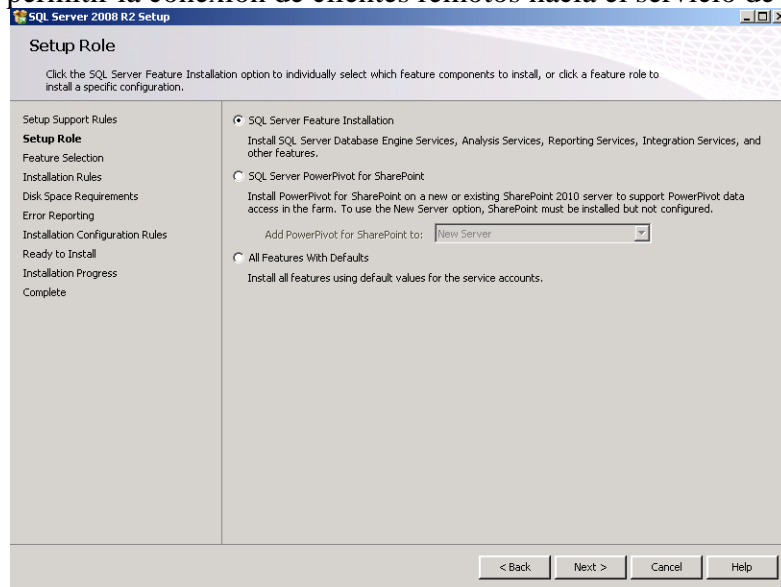 permitir la conexión de clientes remotos hacia el servicio de
SQL Server 2008 R2 Setup
Setup Role
Click the SQL Server Feature Installation option to individually select which feature components to install, or click a feature role to
install a specific configuration.
Setup Support Rules
Setup Role
Feature Selection
Installation Rules
Disk Space Requirements
Error Reporting
Installation Configuration Rules
Ready to Install
Installation Progress
Complete
SQL Server Feature Installation
Install SQL Server Database Engine Services, Analysis Services, Reporting Services, Integration Services, and
other features.
SQL Server PowerPivot for SharePoint
Install PowerPivot for SharePoint on a new or existing SharePoint 2010 server to support PowerPivot data
access in the farm. To use the New Server option, SharePoint must be installed but not configured.
Add PowerPivot for SharePoint to: New Server
All Features With Defaults
Install all features using default values for the service accounts.
< Back Next > Cancel Help